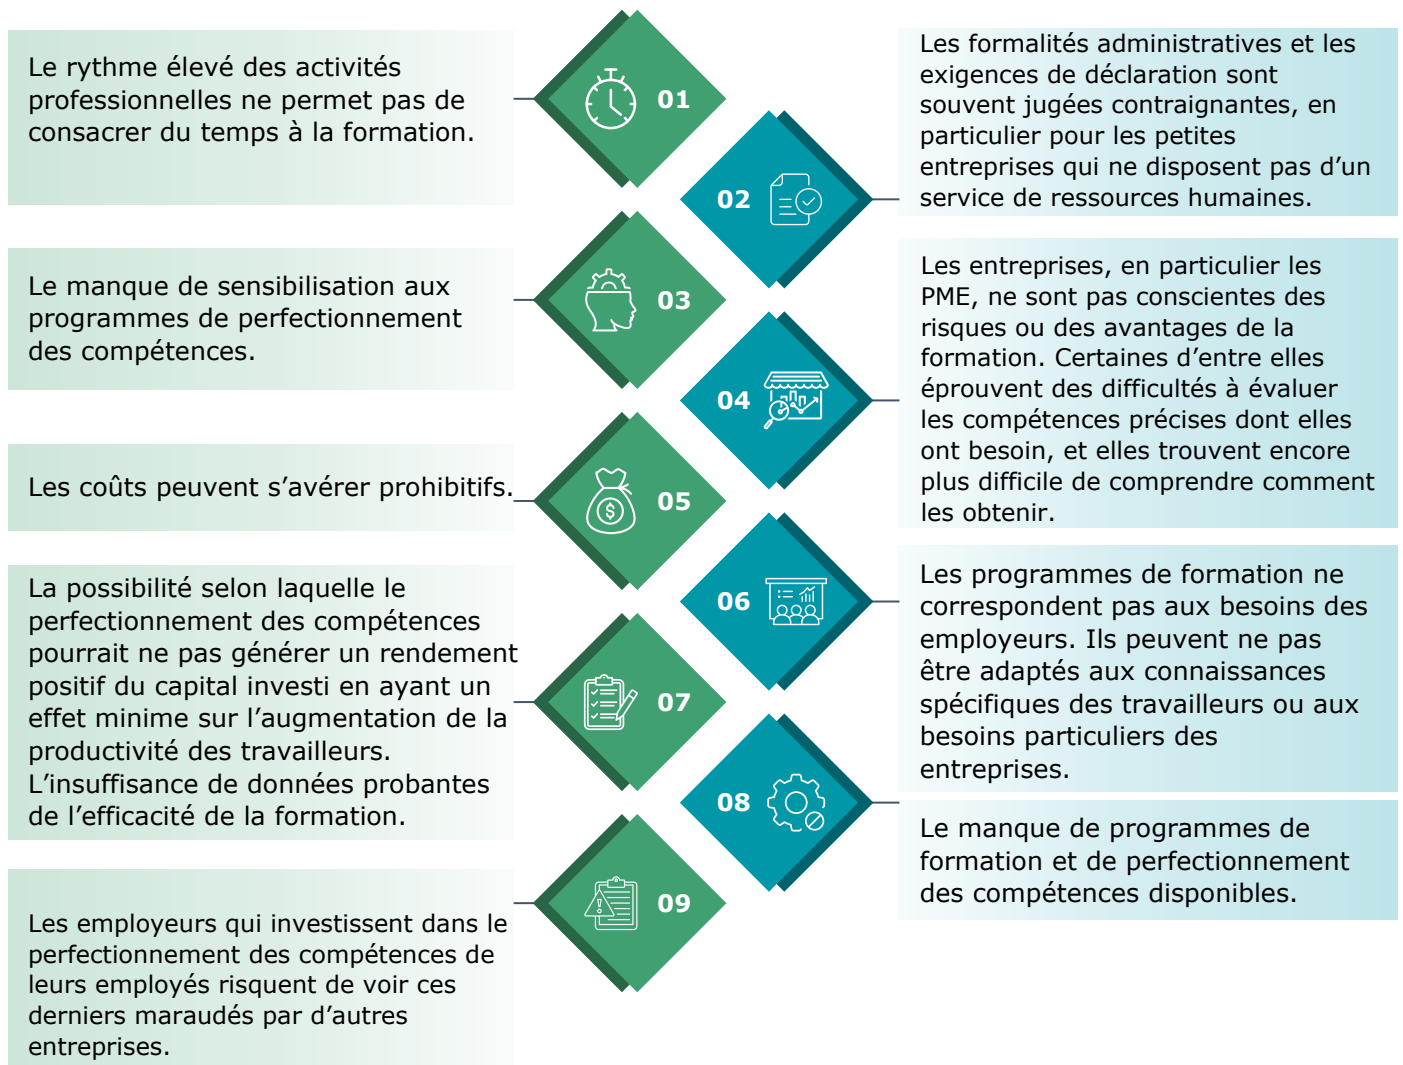 Le rythme élevé des activités
professionnelles ne permet pas de
consacrer du temps à la formation.
01
Les formalités administratives et les
exigences de déclaration sont
souvent jugées contraignantes, en
particulier pour les petites
entreprises qui ne disposent pas d’un
service de ressources humaines.
02
Le manque de sensibilisation aux
programmes de perfectionnement
des compétences.
03
Les entreprises, en particulier les
PME, ne sont pas conscientes des
risques ou des avantages de la
formation. Certaines d’entre elles
éprouvent des difficultés à évaluer
les compétences précises dont elles
ont besoin, et elles trouvent encore
plus difficile de comprendre comment
les obtenir.
04
Les coûts peuvent s’avérer prohibitifs.
05
$
Les programmes de formation ne
correspondent pas aux besoins des
employeurs. Ils peuvent ne pas
être adaptés aux connaissances
spécifiques des travailleurs ou aux
besoins particuliers des
entreprises.
06
La possibilité selon laquelle le
perfectionnement des compétences
pourrait ne pas générer un rendement
positif du capital investi en ayant un
effet minime sur l’augmentation de la
productivité des travailleurs.
L’insuffisance de données probantes
de l’efficacité de la formation.
07
Le manque de programmes de
formation et de perfectionnement
des compétences disponibles.
08
Les employeurs qui investissent dans le
perfectionnement des compétences de
leurs employés risquent de voir ces
derniers maraudés par d’autres
entreprises.
09